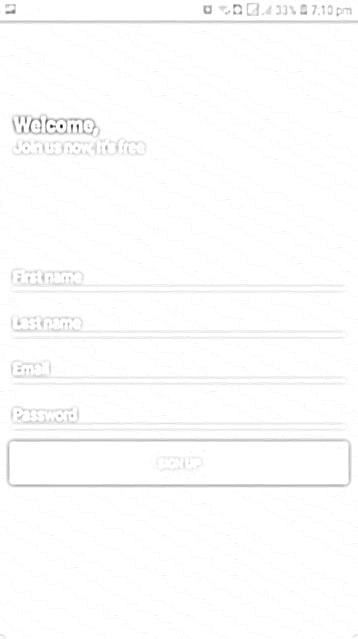 33% 7:10 pm
Welcome,
Join us now, it's free
First name
Last name
Email
Password
SIGN UP